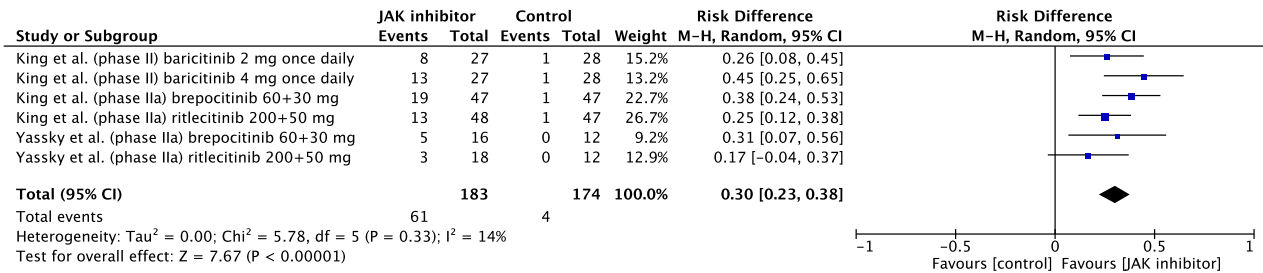 JAK inhibitor Control Risk Difference Risk Difference
Study or Subgroup Events Total Events Total Weight M-H, Random, 95% CI M-H, Random, 95% CI
King et al. (phase II) baricitinib 2 mg once daily 8 27 1 28 15.2% 0.26 [0.08, 0.45]
King et al. (phase II) baricitinib 4 mg once daily 13 27 1 28 13.2% 0.45 [0.25, 0.65]
King et al. (phase IIa) brepocitinib 60+30 mg 19 47 1 47 22.7% 0.38 [0.24, 0.53]
King et al. (phase IIa) ritlecitinib 200+50 mg 13 48 1 47 26.7% 0.25 [0.12, 0.38]
Yassky et al. (phase IIa) brepocitinib 60+30 mg 5 16 0 12 9.2% 0.31 [0.07, 0.56]
Yassky et al. (phase IIa) ritlecitinib 200+50 mg 3 18 0 12 12.9% 0.17 [-0.04, 0.37]
Total (95% CI) 183 174 100.0% 0.30 [0.23, 0.38]
Total events 61 4
Heterogeneity: Tau² = 0.00; Chi² = 5.78, df = 5 (P = 0.33); I² = 14%
Test for overall effect: Z = 7.67 (P < 0.00001)
-1 -0.5 0 0.5 1
Favours [control] Favours [JAK inhibitor]